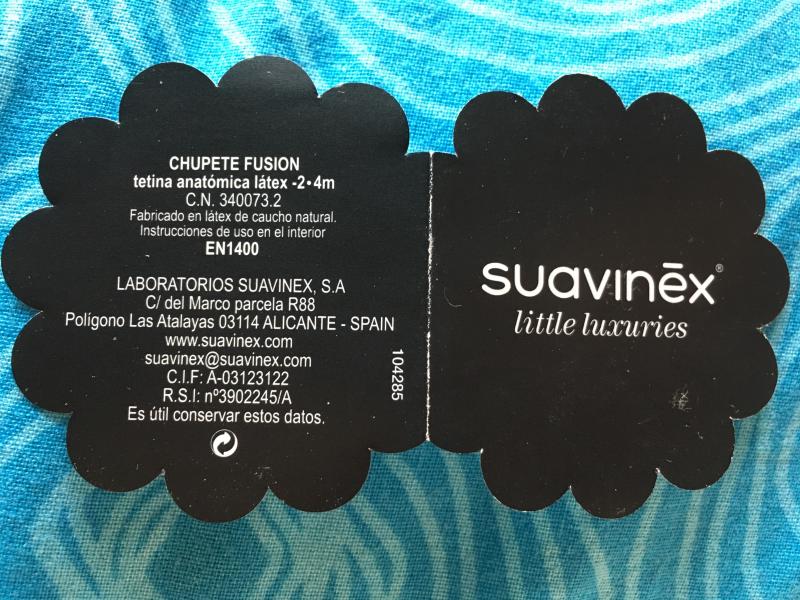 CHUPETE FUSION
tetina anatómica látex -2•4m
C.N. 340073.2
Fabricado en látex de caucho natural.
Instrucciones de uso en el interior
EN1400
LABORATORIOS SUAVINEX, S.A
C/ del Marco parcela R88
Polígono Las Atalayas 03114 ALICANTE - SPAIN
www.suavinex.com
suavinex@suavinex.com
C.I.F: A-03123122
R.S.I: nº3902245/A
Es útil conservar estos datos.
104285
suavinēx®
little luxuries